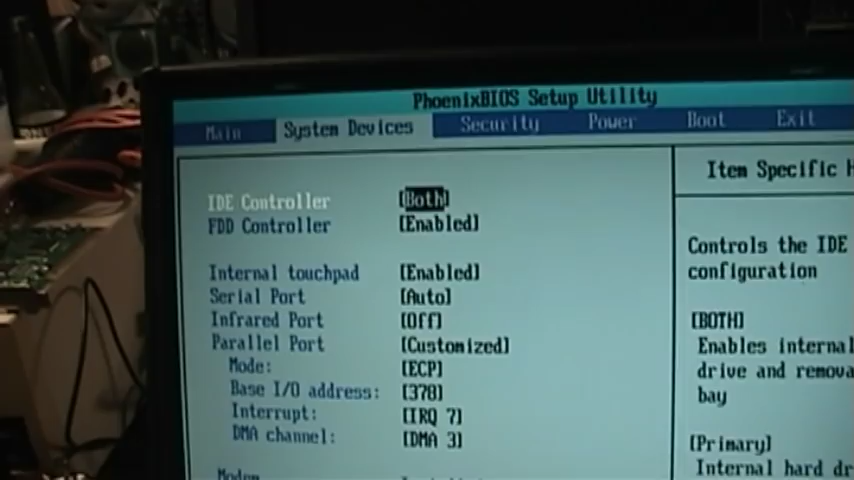 PhoenixBIOS Setup Utility
Main System Devices Security Power Boot Exit
Item Specific
IDE Controller [Both]
FDD Controller [Enabled]
Internal touchpad [Enabled]
Serial Port [Auto]
Infrared Port [Off]
Parallel Port [Customized]
Mode: [ECP]
Base I/O address: [378]
Interrupt: [IRQ 7]
DMA channel: [DMA 3]
Controls the IDE
configuration
[BOTH]
Enables internal
drive and remova
bay
[Primary]
Internal hard dr